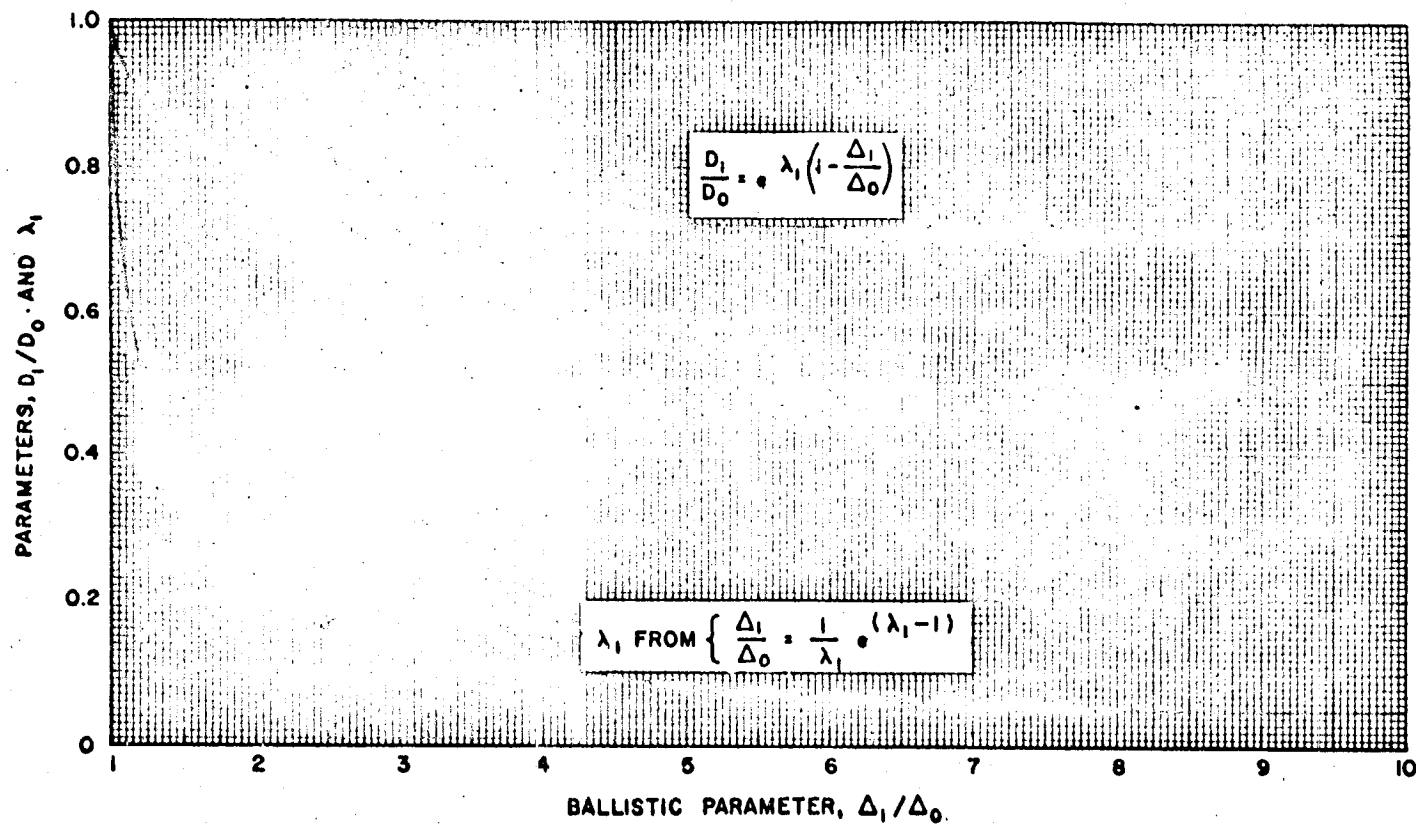 1.0
0.8
0.6
0.4
0.2
0
PARAMETERS, D₁/D₀ · AND λ₁
D₁/D₀ = e^λ₁(1 - Δ₁/Δ₀)
λ₁ FROM { Δ₁/Δ₀ = 1/λ₁ e^(λ₁-1)
1 2 3 4 5 6 7 8 9 10
BALLISTIC PARAMETER, Δ₁/Δ₀